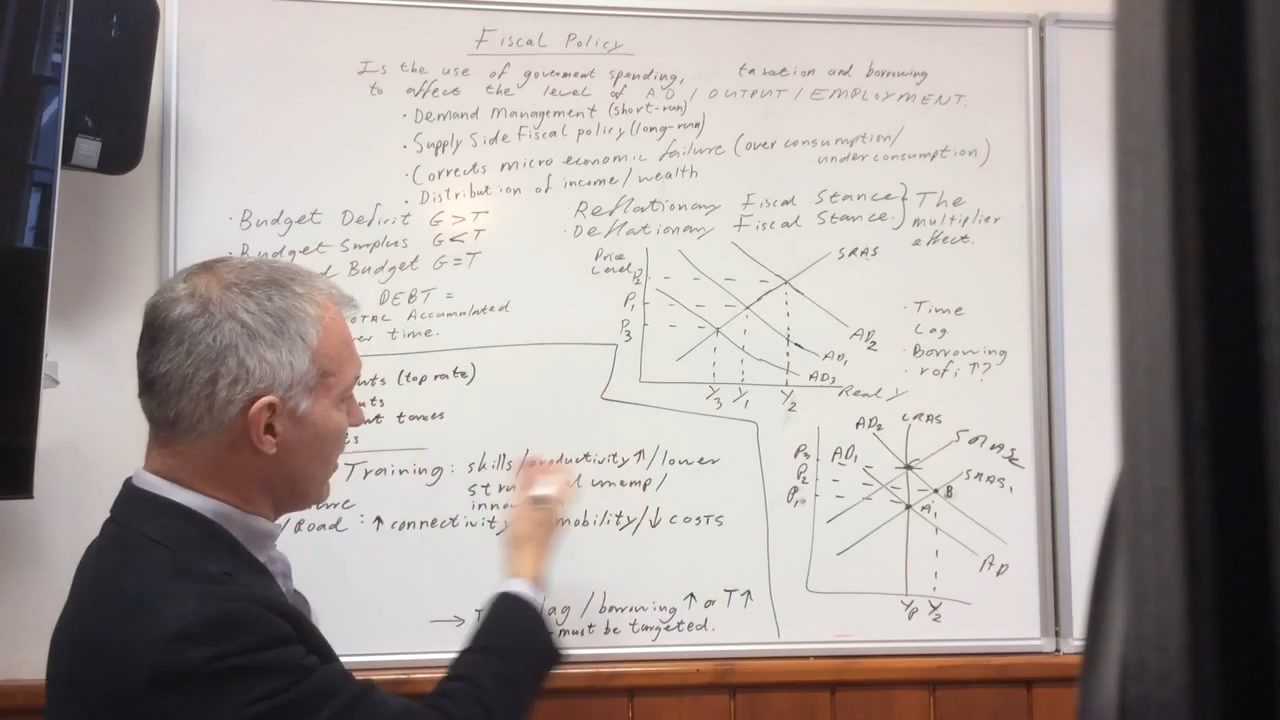 Fiscal Policy
Is the use of government spending, taxation and borrowing
to affect the level of AD / OUTPUT / EMPLOYMENT.
· Demand Management (short-run)
· Supply Side Fiscal policy (long-run)
· Corrects micro economic failure (over consumption/
underconsumption)
· Distribution of income/wealth
· Budget Deficit G > T
· Budget Surplus G < T
Budget G = T
DEBT =
Accumulated
time.
· Reflationary Fiscal Stance } The
· Deflationary Fiscal Stance. } multiplier
effect.
Price
Level
P2
P1
P3
SRAS
AD2
AD1
AD3
Y3 Y1 Y2 Real Y
· Time
Lag
· Borrowing
· r of i ↑?
(top rate)
Training: skills/productivity ↑/lower
unemp/
/Road : ↑ connectivity mobility/↓ COSTS
→ lag / borrowing ↑ or T ↑
must be targeted.
AD2 LRAS
SRAS2
P3 AD1
P2
P1
SRAS1
C
B
A
AD
Yp Y2